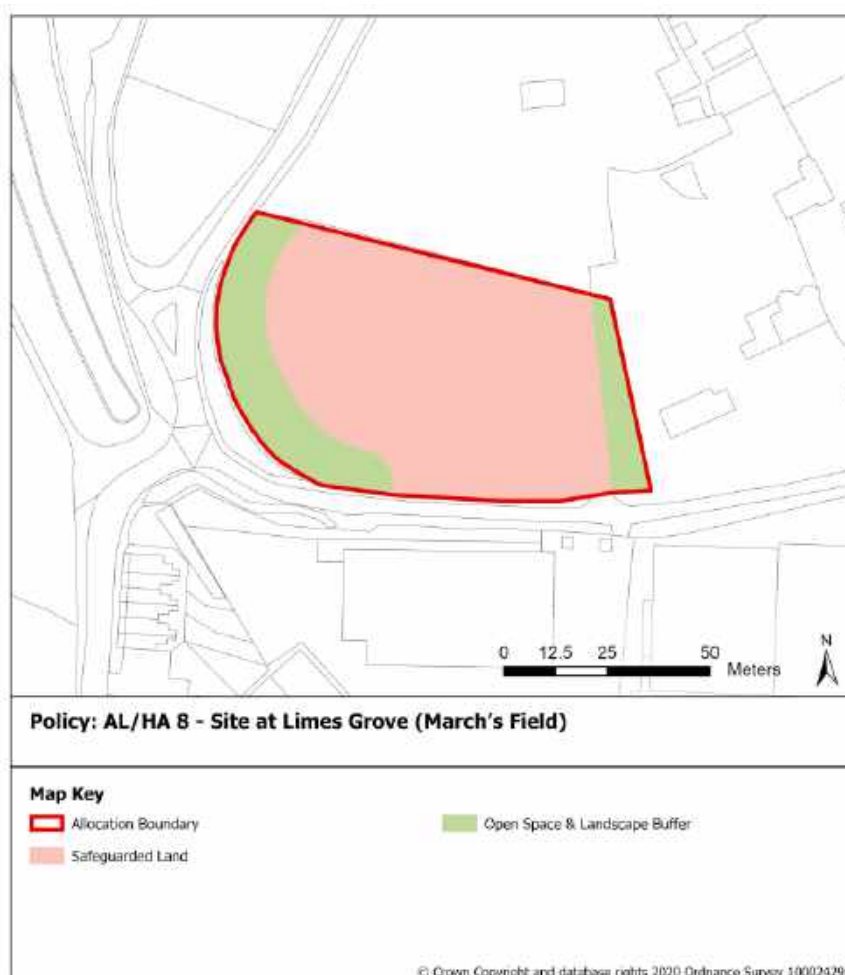 N
0 12.5 25 50
Meters
Policy: AL/HA 8 - Site at Limes Grove (March's Field)
Map Key
Allocation Boundary
Open Space & Landscape Buffer
Safeguarded Land
© Crown Copyright and database rights 2020 Ordnance Survey